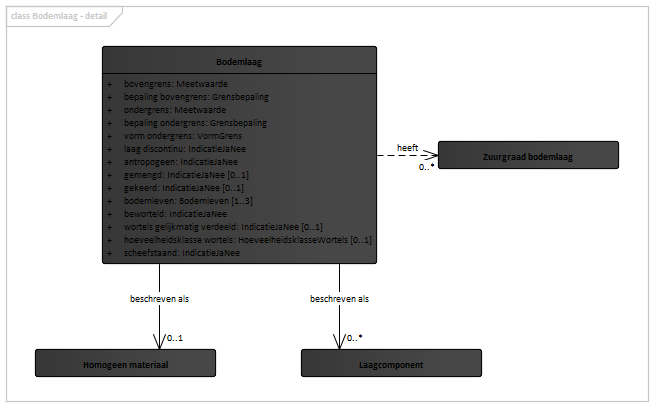 class Bodemlaag - detail
Bodemlaag
+ bovengrens: Meetwaarde
+ bepaling bovengrens: Grensbepaling
+ ondergrens: Meetwaarde
+ bepaling ondergrens: Grensbepaling
+ vorm ondergrens: VormGrens
+ laag discontinu: IndicatieJaNee
+ antropogeen: IndicatieJaNee
+ gemengd: IndicatieJaNee [0..1]
+ gekeerd: IndicatieJaNee [0..1]
+ bodemleven: Bodemleven [1..3]
+ beworteld: IndicatieJaNee
+ wortels gelijkmatig verdeeld: IndicatieJaNee [0..1]
+ hoeveelheidsklasse wortels: HoeveelheidsklasseWortels [0..1]
+ scheefstaand: IndicatieJaNee
heeft
0..*
Zuurgraad bodemlaag
beschreven als
beschreven als
0..1
0..*
Homogeen materiaal
Laagcomponent